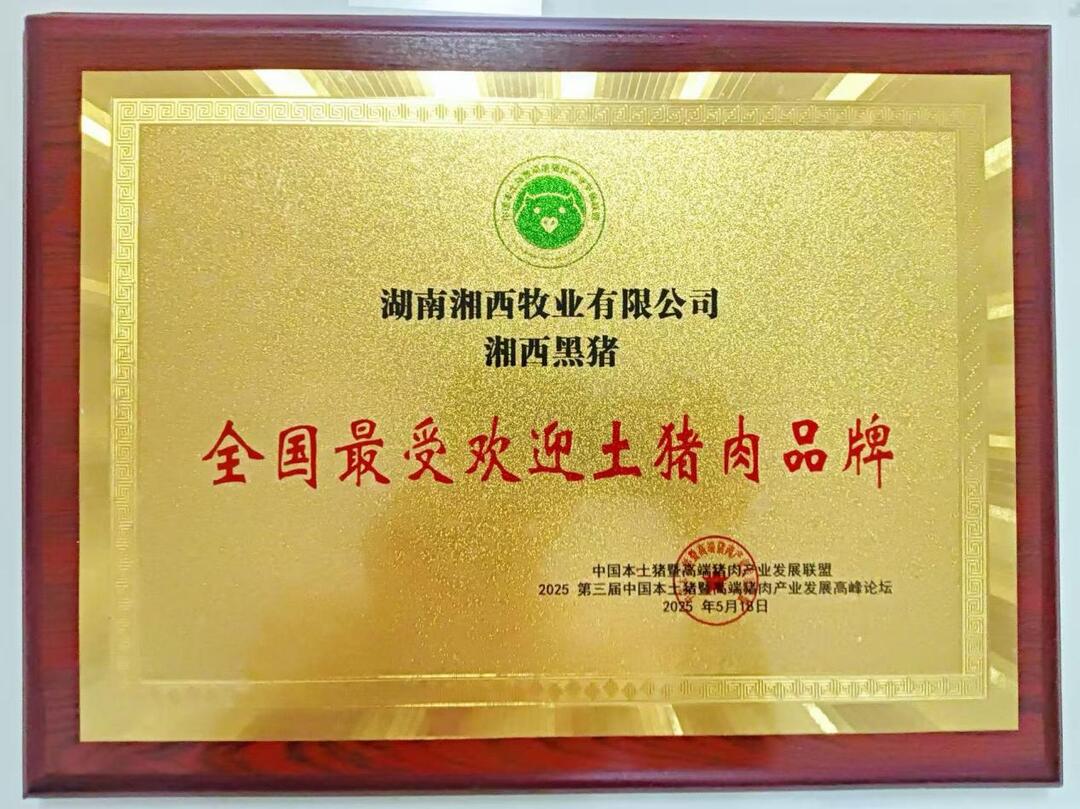 湖南湘西牧业有限公司
湘西黑猪
全国最受欢迎土猪肉品牌
中国本土猪暨高端猪肉产业发展联盟
2025 第三届中国本土猪暨高端猪肉产业发展高峰论坛
2025 年5月18日